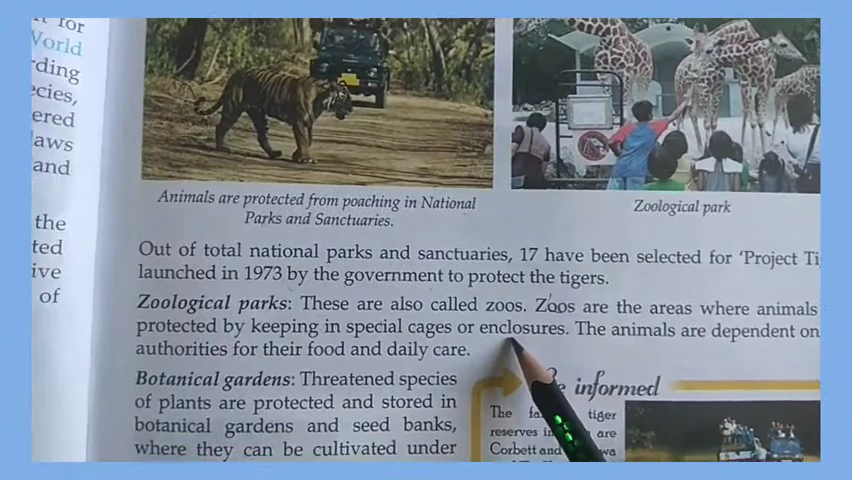 t for
World
rding
ecies,
ered
laws
and
the
ted
ive
of
Animals are protected from poaching in National
Parks and Sanctuaries.
Zoological park
Out of total national parks and sanctuaries, 17 have been selected for 'Project Ti
launched in 1973 by the government to protect the tigers.
Zoological parks: These are also called zoos. Zoos are the areas where animals
protected by keeping in special cages or enclosures. The animals are dependent on
authorities for their food and daily care.
Botanical gardens: Threatened species
of plants are protected and stored in
botanical gardens and seed banks,
where they can be cultivated under
e informed
The fa tiger
reserves in are
Corbett and wa